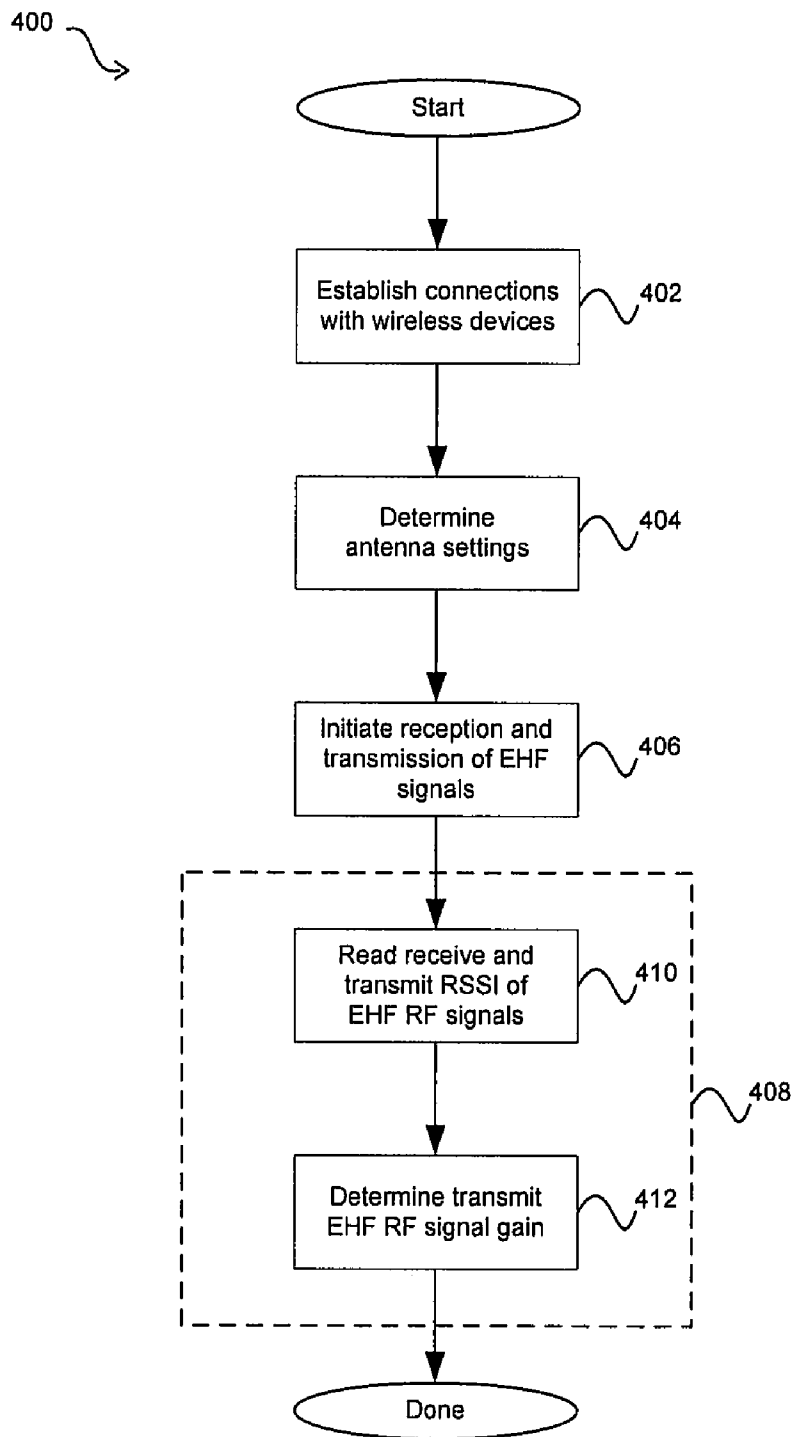 400
Start
Establish connections
with wireless devices
402
Determine
antenna settings
404
Initiate reception and
transmission of EHF
signals
406
Read receive and
transmit RSSI of
EHF RF signals
410
408
Determine transmit
EHF RF signal gain
412
Done